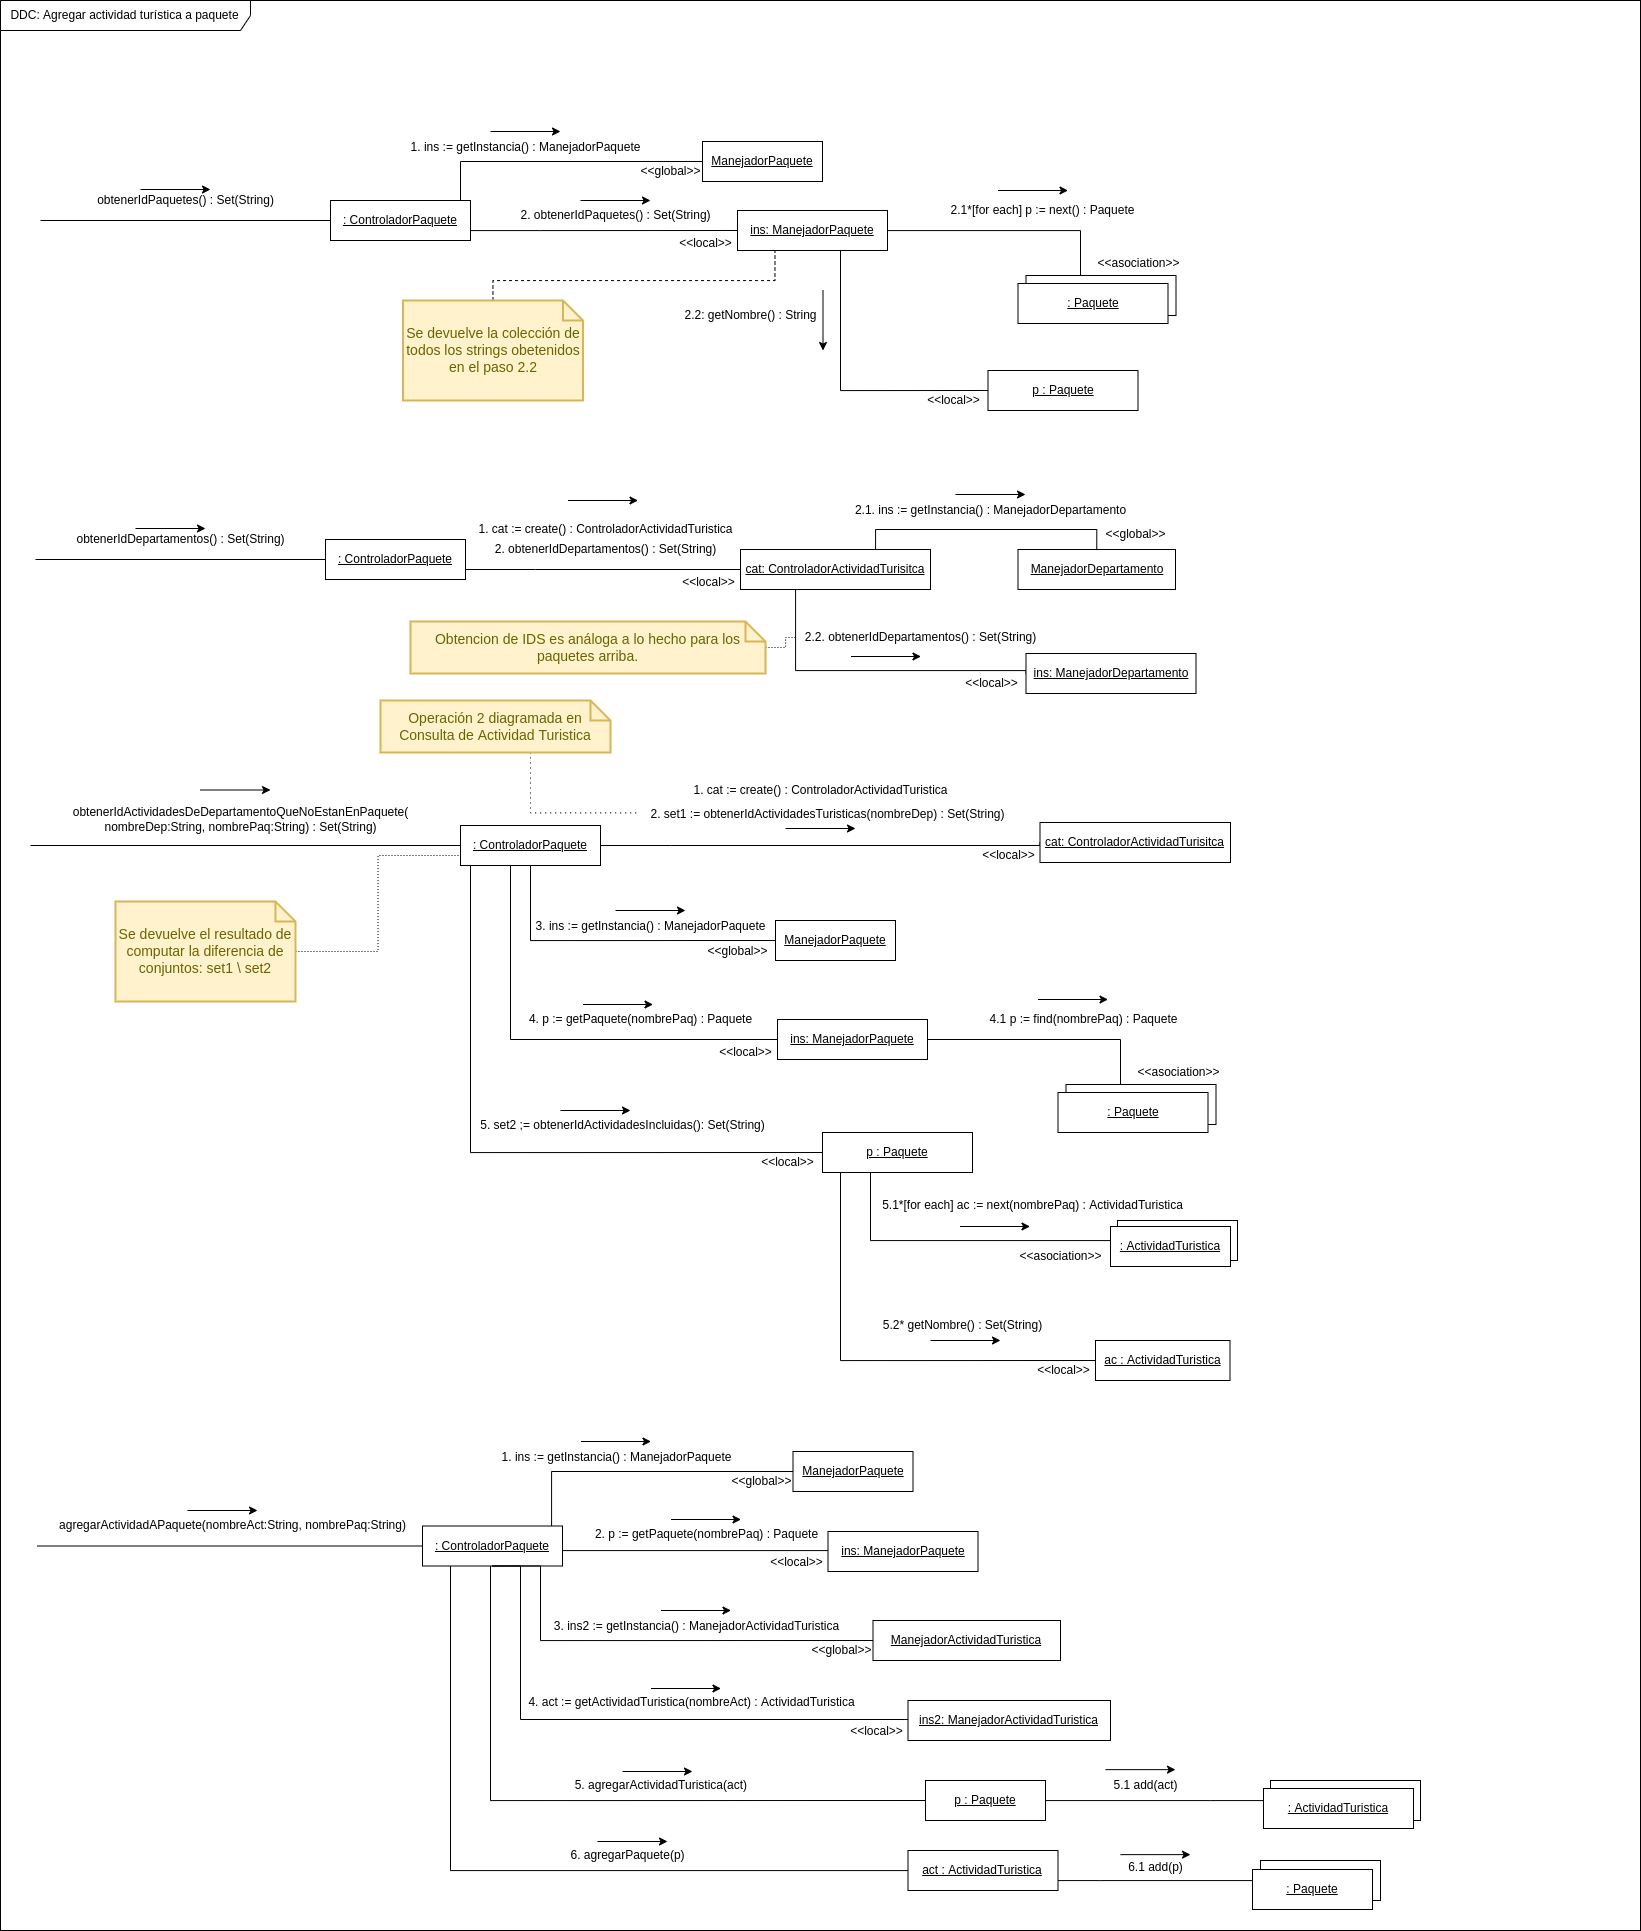 DDC: Agregar actividad turística a paquete
1. ins := getInstancia() : ManejadorPaquete
ManejadorPaquete
<<global>>
obtenerIdPaquetes() : Set(String)
: ControladorPaquete
2. obtenerIdPaquetes() : Set(String)
<<local>>
ins: ManejadorPaquete
2.1*[for each] p := next() : Paquete
<<asociation>>
: Paquete
Se devuelve la colección de
todos los strings obetenidos
en el paso 2.2
2.2: getNombre() : String
<<local>>
p : Paquete
obtenerIdDepartamentos() : Set(String)
: ControladorPaquete
1. cat := create() : ControladorActividadTuristica
2. obtenerIdDepartamentos() : Set(String)
<<local>>
cat: ControladorActividadTurisitca
2.1. ins := getInstancia() : ManejadorDepartamento
<<global>>
ManejadorDepartamento
Obtencion de IDS es análoga a lo hecho para los
paquetes arriba.
2.2. obtenerIdDepartamentos() : Set(String)
<<local>>
ins: ManejadorDepartamento
Operación 2 diagramada en
Consulta de Actividad Turistica
obtenerIdActividadesDeDepartamentoQueNoEstanEnPaquete(
nombreDep:String, nombrePaq:String) : Set(String)
: ControladorPaquete
1. cat := create() : ControladorActividadTuristica
2. set1 := obtenerIdActividadesTuristicas(nombreDep) : Set(String)
<<local>>
cat: ControladorActividadTurisitca
Se devuelve el resultado de
computar la diferencia de
conjuntos: set1 \ set2
3. ins := getInstancia() : ManejadorPaquete
<<global>>
ManejadorPaquete
4. p := getPaquete(nombrePaq) : Paquete
<<local>>
ins: ManejadorPaquete
4.1 p := find(nombrePaq) : Paquete
<<asociation>>
: Paquete
5. set2 ;= obtenerIdActividadesIncluidas(): Set(String)
<<local>>
p : Paquete
5.1*[for each] ac := next(nombrePaq) : ActividadTuristica
<<asociation>>
: ActividadTuristica
5.2* getNombre() : Set(String)
<<local>>
ac : ActividadTuristica
1. ins := getInstancia() : ManejadorPaquete
<<global>>
ManejadorPaquete
agregarActividadAPaquete(nombreAct:String, nombrePaq:String)
: ControladorPaquete
2. p := getPaquete(nombrePaq) : Paquete
<<local>>
ins: ManejadorPaquete
3. ins2 := getInstancia() : ManejadorActividadTuristica
<<global>>
ManejadorActividadTuristica
4. act := getActividadTuristica(nombreAct) : ActividadTuristica
<<local>>
ins2: ManejadorActividadTuristica
5. agregarActividadTuristica(act)
p : Paquete
5.1 add(act)
: ActividadTuristica
6. agregarPaquete(p)
act : ActividadTuristica
6.1 add(p)
: Paquete